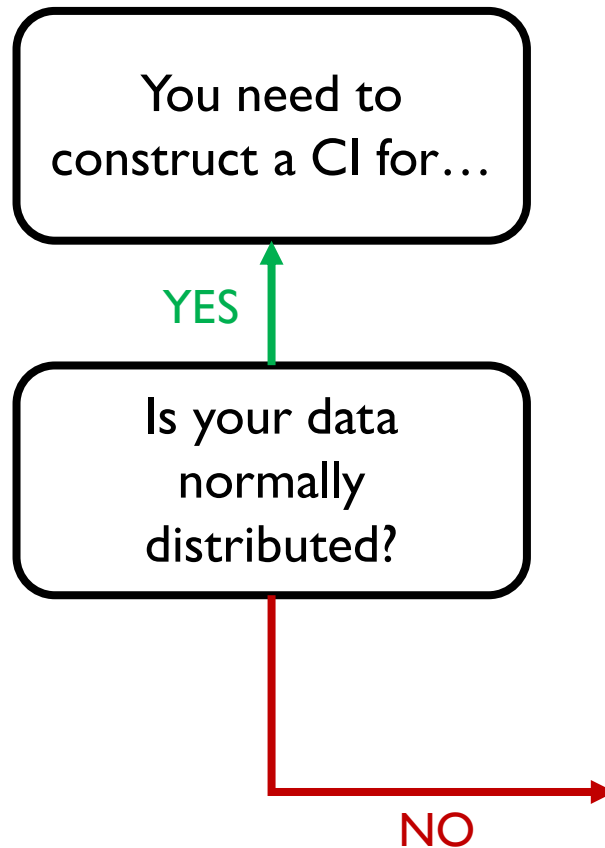 You need to
construct a CI for…
YES
Is your data
normally
distributed?
NO